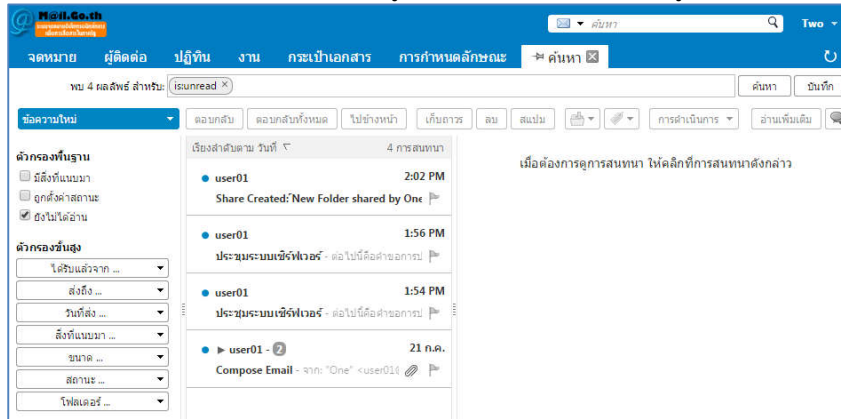 M@il.Go.th
ค้นหา
Two
จดหมาย ผู้ติดต่อ ปฏิทิน งาน กระเป๋าเอกสาร การกำหนดลักษณะ ค้นหา
พบ 4 ผลลัพธ์ สำหรับ: is:unread × ค้นหา บันทึก
ข้อความใหม่ ตอบกลับ ตอบกลับทั้งหมด ไปข้างหน้า เก็บถาวร ลบ สแปม การดำเนินการ อ่านเพิ่มเติม
ตัวกรองพื้นฐาน
มีสิ่งที่แนบมา
ถูกตั้งค่าสถานะ
ยังไม่ได้อ่าน
ตัวกรองขั้นสูง
ได้รับแล้วจาก ...
ส่งถึง ...
วันที่ส่ง ...
สิ่งที่แนบมา ...
ขนาด ...
สถานะ ...
โฟลเดอร์ ...
เรียงลำดับตาม วันที่ 4 การสนทนา
user01 2:02 PM
Share Created: New Folder shared by One
user01 1:56 PM
ประชุมระบบเซิร์ฟเวอร์ - ต่อไปนี้คือคำขอการป
user01 1:54 PM
ประชุมระบบเซิร์ฟเวอร์ - ต่อไปนี้คือคำขอการป
user01 - 2 21 ก.ค.
Compose Email - จาก: "One" <user01
เมื่อต้องการดูการสนทนา ให้คลิกที่การสนทนาดังกล่าว